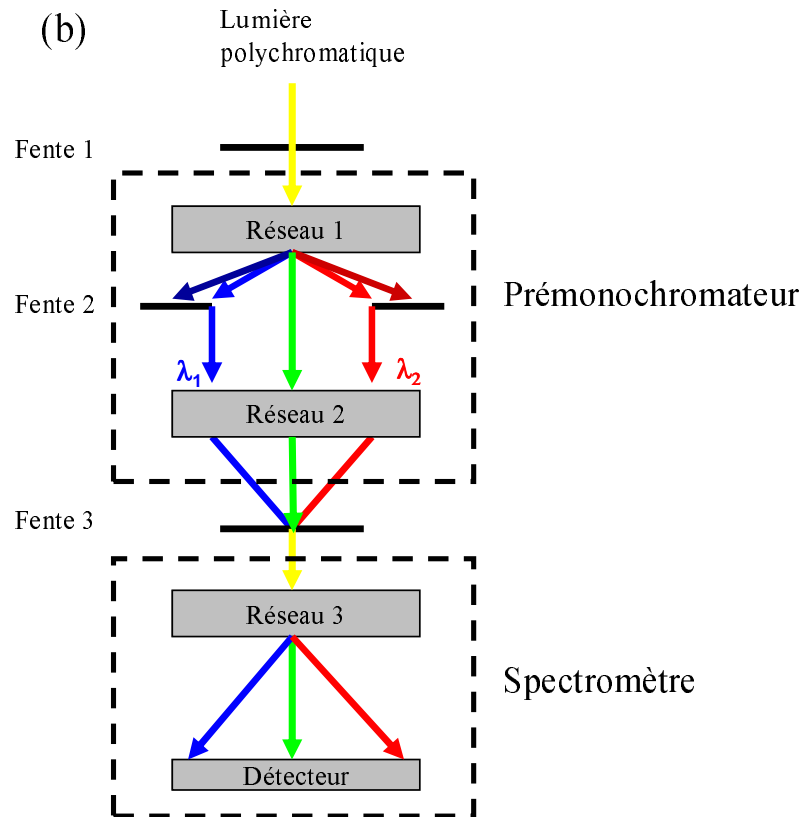 (b)
Lumière
polychromatique
Fente 1
Réseau 1
Fente 2
Prémonochromateur
λ1
λ2
Réseau 2
Fente 3
Réseau 3
Spectromètre
Détecteur